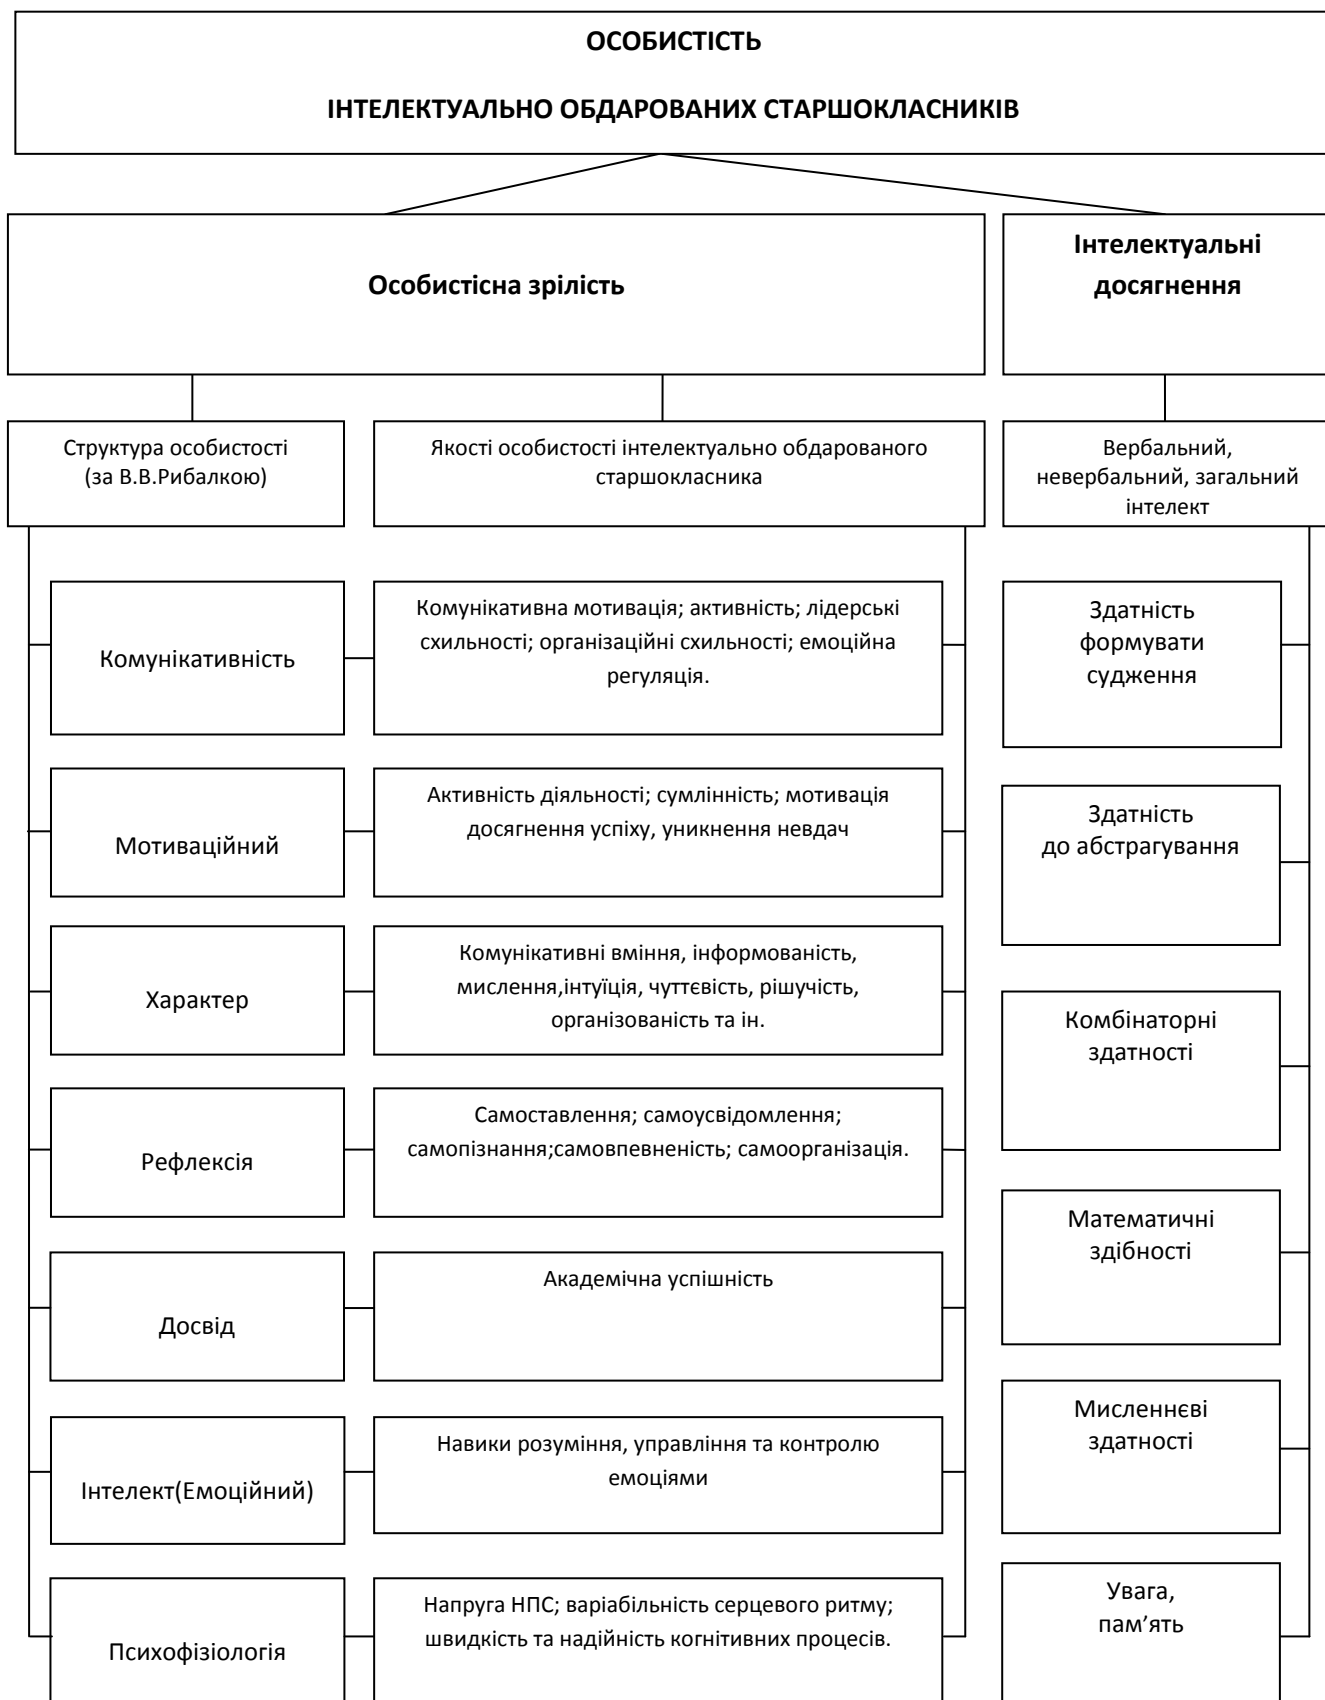 ОСОБИСТІСТЬ
ІНТЕЛЕКТУАЛЬНО ОБДАРОВАНИХ СТАРШОКЛАСНИКІВ
Особистісна зрілість
Інтелектуальні
досягнення
Структура особистості
(за В.В.Рибалкою)
Якості особистості інтелектуально обдарованого
старшокласника
Вербальний,
невербальний, загальний
інтелект
Комунікативність
Комунікативна мотивація; активність; лідерські
схильності; організаційні схильності; емоційна
регуляція.
Здатність
формувати
судження
Мотиваційний
Активність діяльності; сумлінність; мотивація
досягнення успіху, уникнення невдач
Здатність
до абстрагування
Характер
Комунікативні вміння, інформованість,
мислення,інтуїція, чуттєвість, рішучість,
організованість та ін.
Комбінаторні
здатності
Рефлексія
Самоставлення; самоусвідомлення;
самопізнання;самовпевненість; самоорганізація.
Математичні
здібності
Досвід
Академічна успішність
Мисленнєві
здатності
Інтелект(Емоційний)
Навики розуміння, управління та контролю
емоціями
Психофізіологія
Напруга НПС; варіабільність серцевого ритму;
швидкість та надійність когнітивних процесів.
Увага,
пам’ять